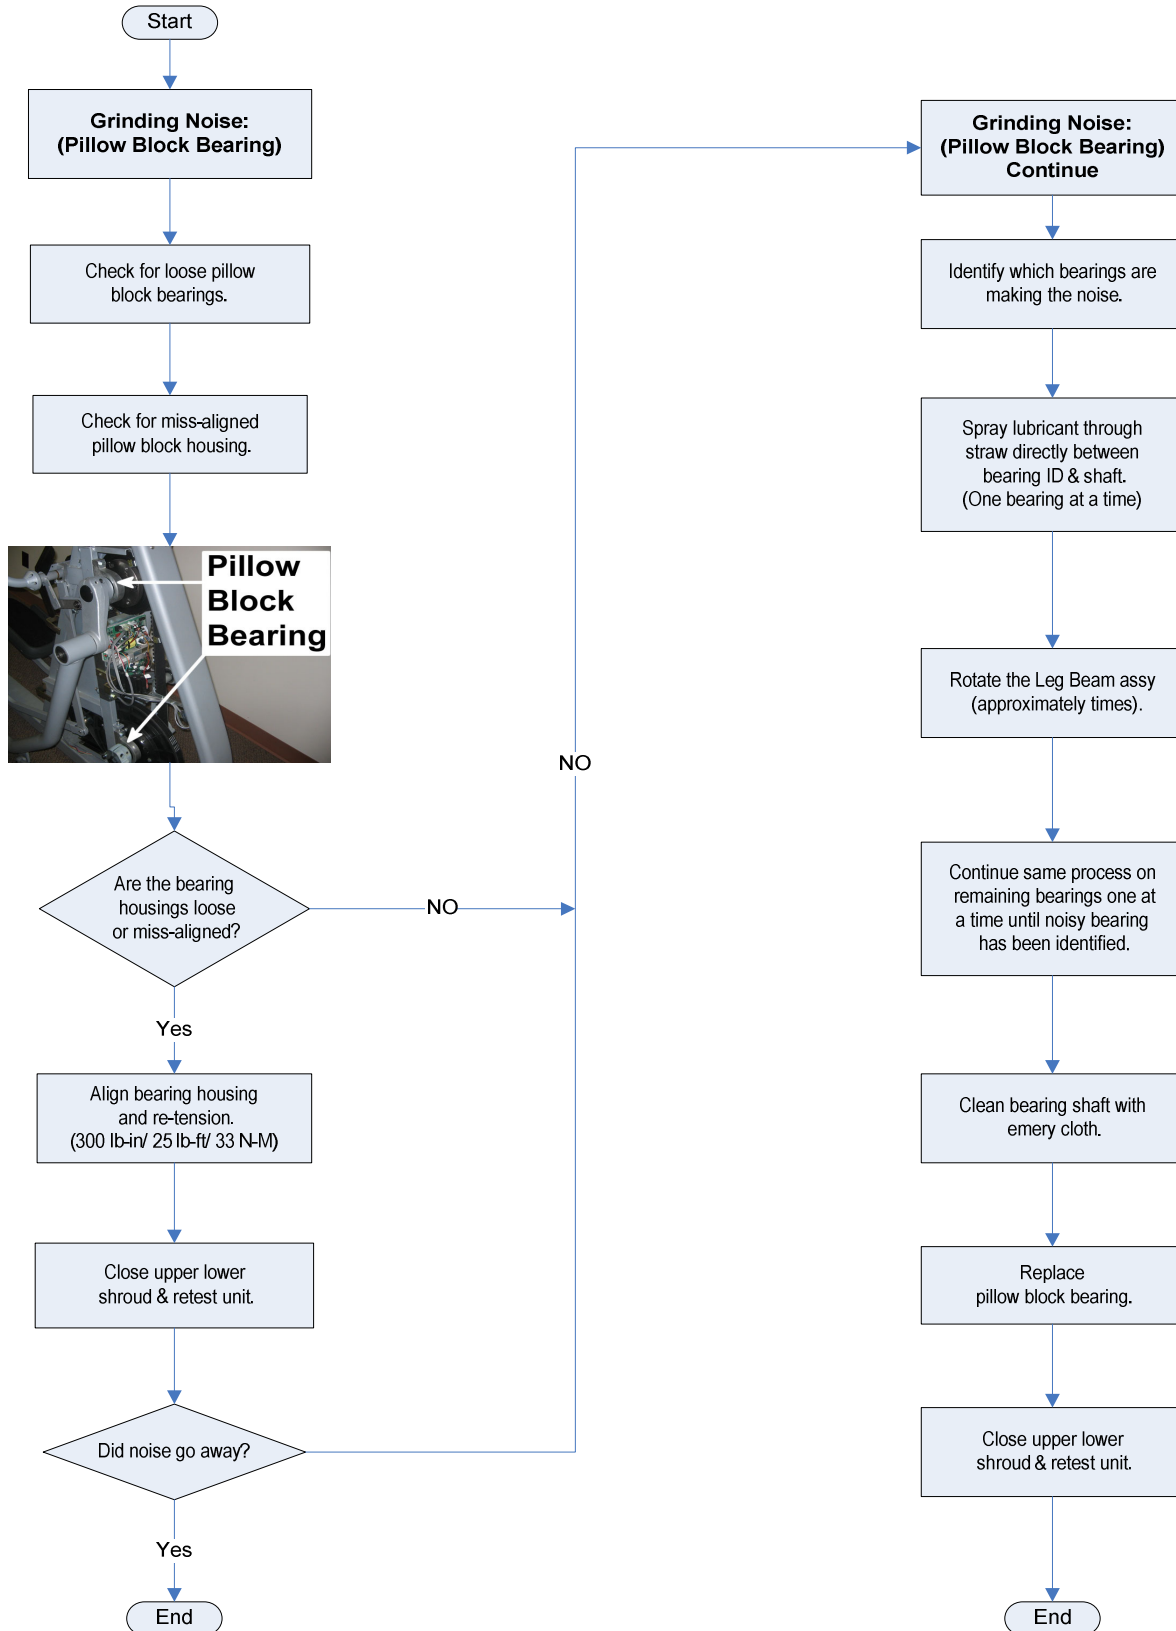 Start
Grinding Noise:
(Pillow Block Bearing)
Check for loose pillow
block bearings.
Check for miss-aligned
pillow block housing.
Pillow
Block
Bearing
Are the bearing
housings loose
or miss-aligned?
NO
Yes
Align bearing housing
and re-tension.
(300 lb-in/ 25 lb-ft/ 33 N-M)
Close upper lower
shroud & retest unit.
Did noise go away?
Yes
End
NO
Grinding Noise:
(Pillow Block Bearing)
Continue
Identify which bearings are
making the noise.
Spray lubricant through
straw directly between
bearing ID & shaft.
(One bearing at a time)
Rotate the Leg Beam assy
(approximately times).
Continue same process on
remaining bearings one at
a time until noisy bearing
has been identified.
Clean bearing shaft with
emery cloth.
Replace
pillow block bearing.
Close upper lower
shroud & retest unit.
End